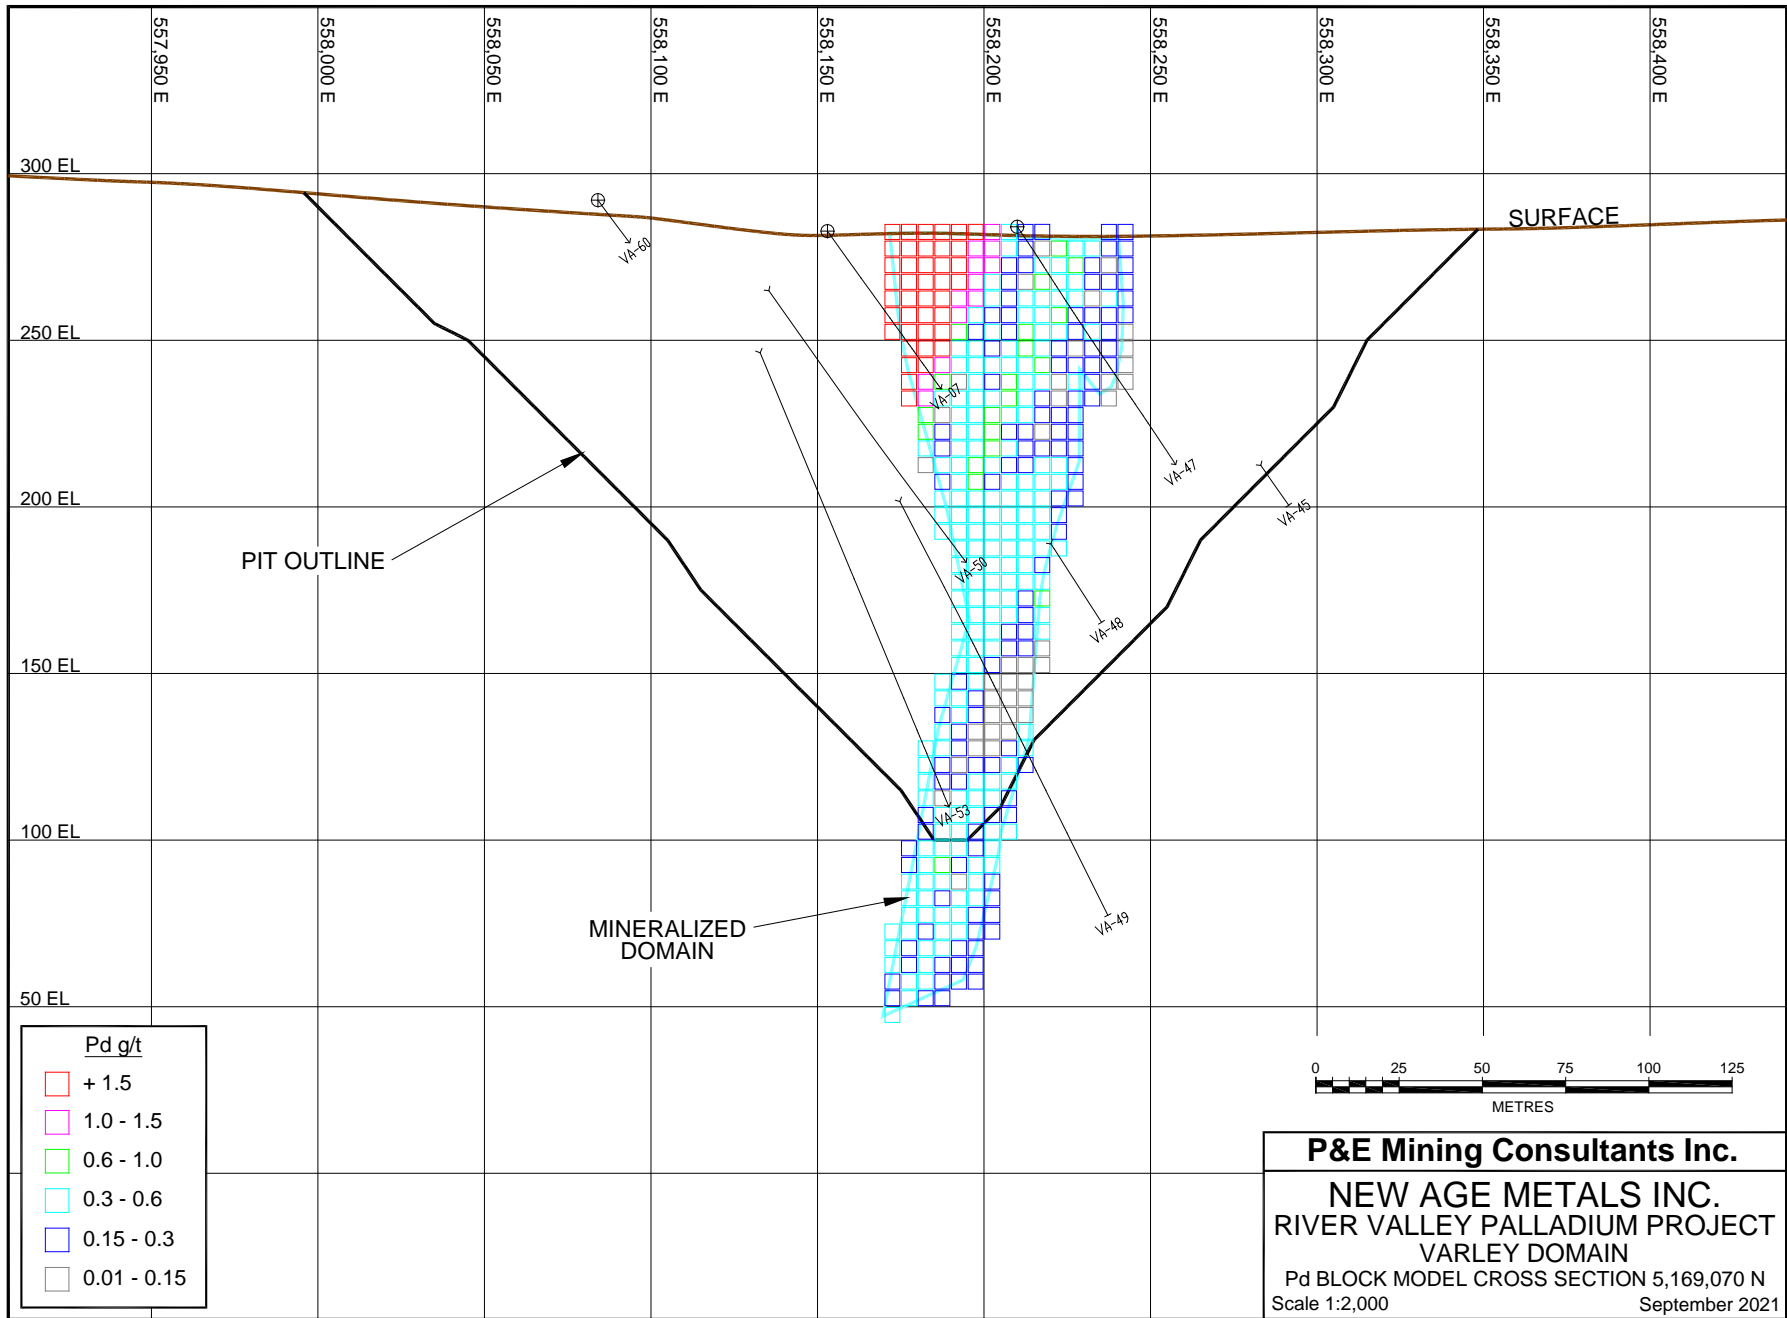 557,950 E
558,000 E
558,050 E
558,100 E
558,150 E
558,200 E
558,250 E
558,300 E
558,350 E
558,400 E
300 EL
SURFACE
VA-60
250 EL
VA-07
VA-47
200 EL
VA-45
PIT OUTLINE
VA-50
VA-48
150 EL
VA-53
100 EL
MINERALIZED
DOMAIN
VA-49
50 EL
Pd g/t
+ 1.5
1.0 - 1.5
0.6 - 1.0
0.3 - 0.6
0.15 - 0.3
0.01 - 0.15
0 25 50 75 100 125
METRES
P&E Mining Consultants Inc.
NEW AGE METALS INC.
RIVER VALLEY PALLADIUM PROJECT
VARLEY DOMAIN
Pd BLOCK MODEL CROSS SECTION 5,169,070 N
Scale 1:2,000 September 2021